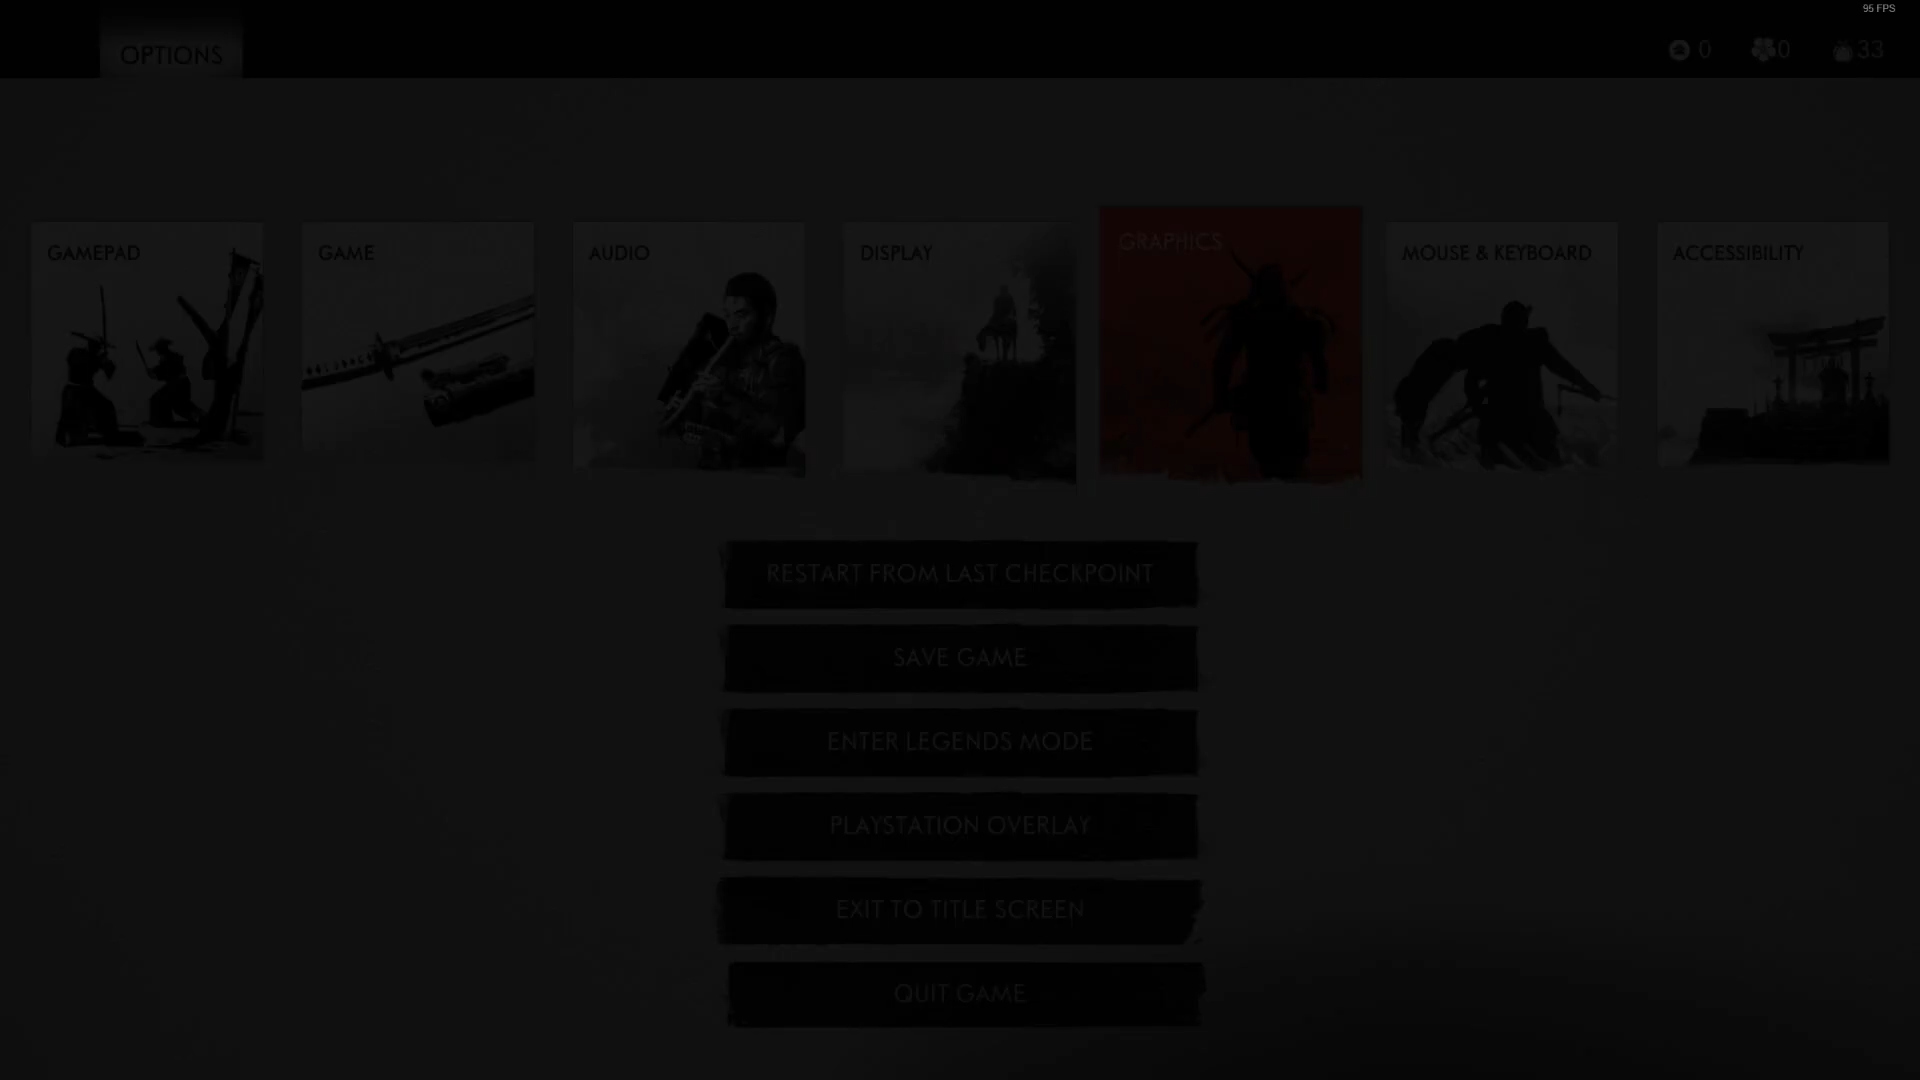 95 FPS
OPTIONS
0
0
33
GAMEPAD
GAME
AUDIO
DISPLAY
GRAPHICS
MOUSE & KEYBOARD
ACCESSIBILITY
RESTART FROM LAST CHECKPOINT
SAVE GAME
ENTER LEGENDS MODE
PLAYSTATION OVERLAY
EXIT TO TITLE SCREEN
QUIT GAME